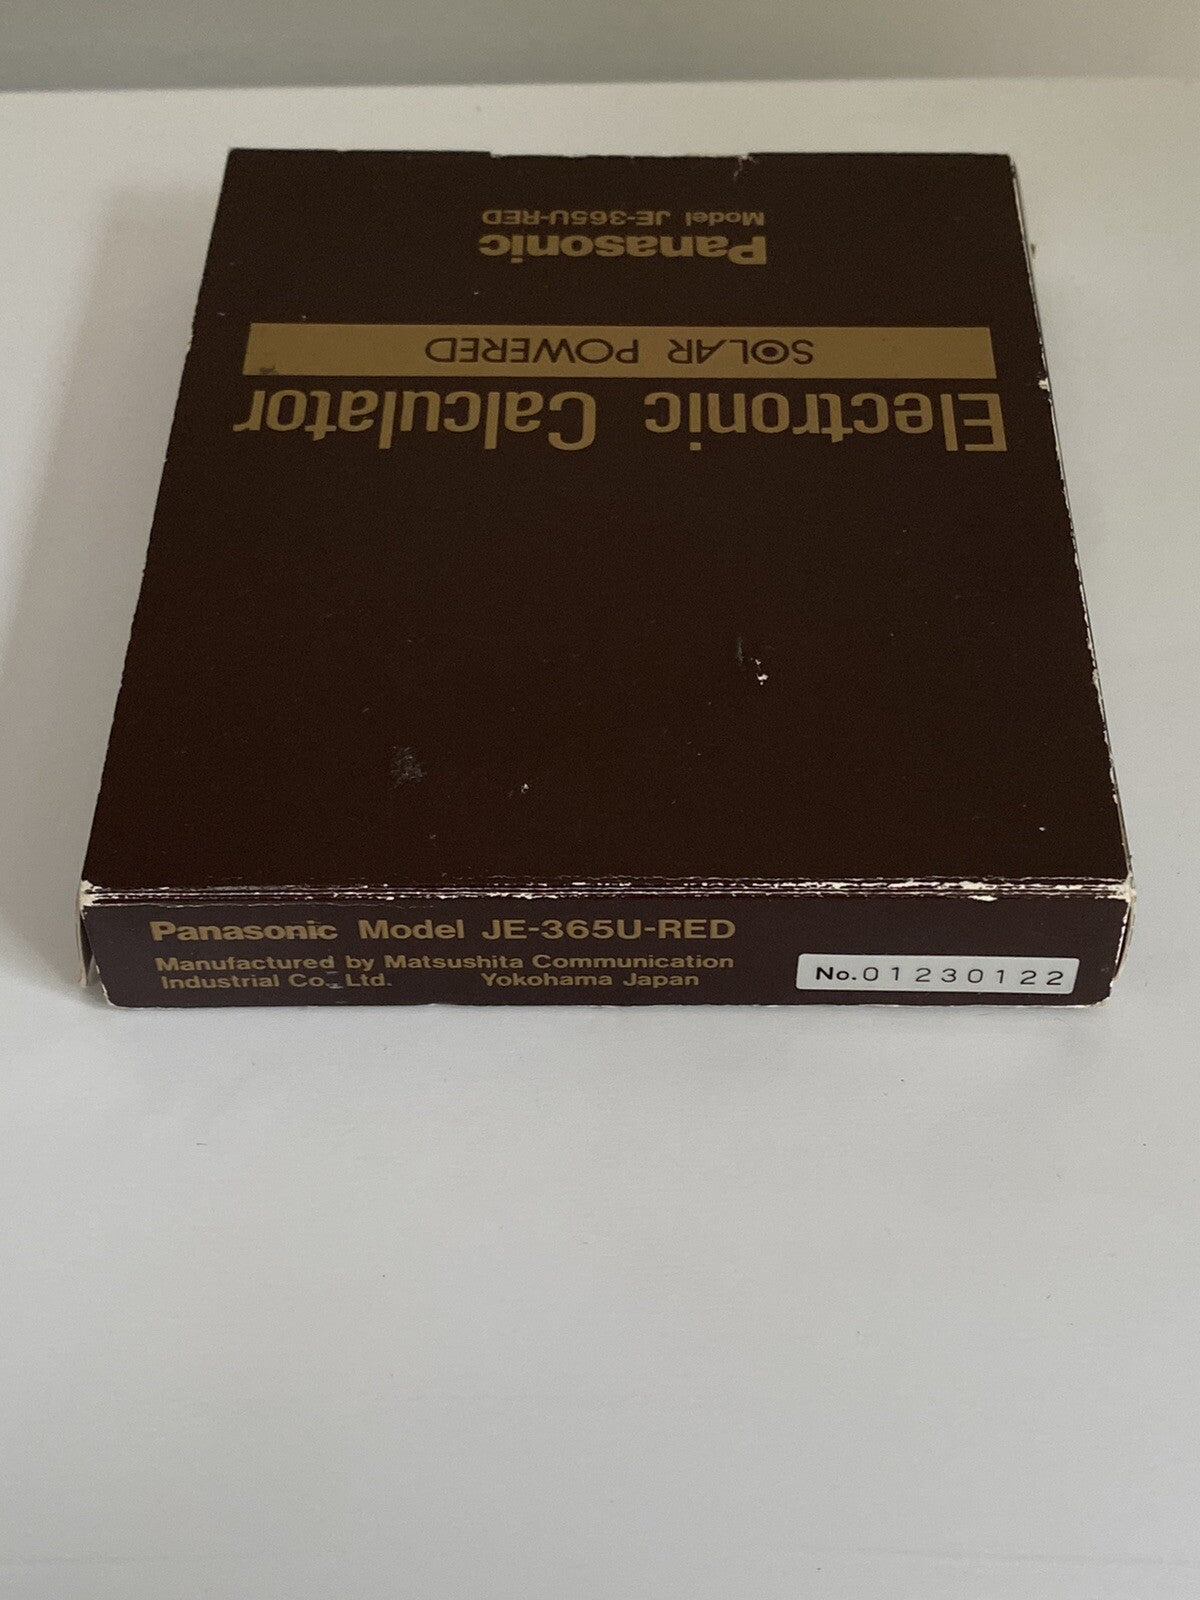 Electronic Calculator
SOLAR POWERED
Panasonic
Model JE-365U-RED
Panasonic Model JE-365U-RED
Manufactured by Matsushita Communication
Industrial Co., Ltd. Yokohama Japan
No. 01230122